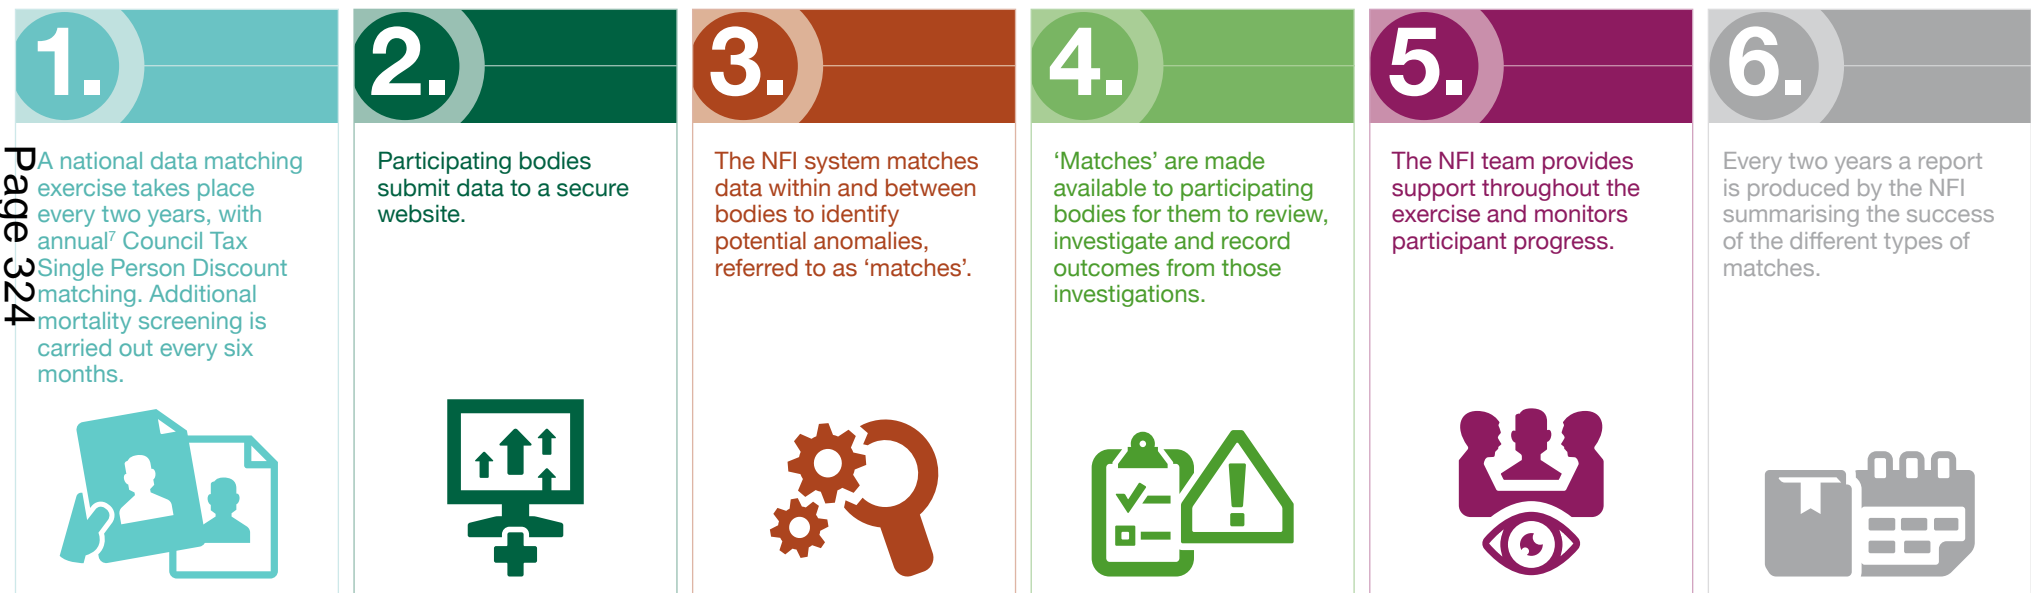 1.
A national data matching
exercise takes place
every two years, with
annual⁷ Council Tax
Single Person Discount
matching. Additional
mortality screening is
carried out every six
months.
2.
Participating bodies
submit data to a secure
website.
3.
The NFI system matches
data within and between
bodies to identify
potential anomalies,
referred to as ‘matches’.
4.
‘Matches’ are made
available to participating
bodies for them to review,
investigate and record
outcomes from those
investigations.
5.
The NFI team provides
support throughout the
exercise and monitors
participant progress.
6.
Every two years a report
is produced by the NFI
summarising the success
of the different types of
matches.
Page 324